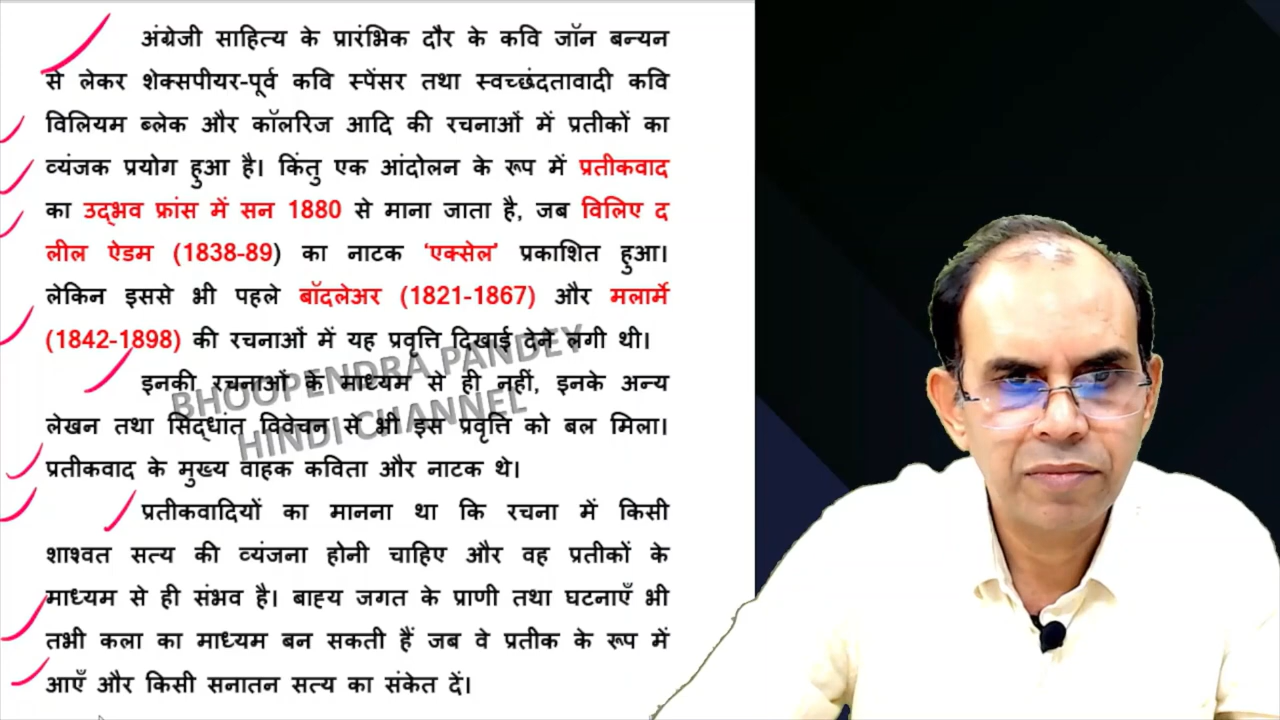 अंग्रेजी साहित्य के प्रारंभिक दौर के कवि जॉन बन्यन
से लेकर शेक्सपीयर-पूर्व कवि स्पेंसर तथा स्वच्छंदतावादी कवि
विलियम ब्लेक और कॉलरिज आदि की रचनाओं में प्रतीकों का
व्यंजक प्रयोग हुआ है। किंतु एक आंदोलन के रूप में प्रतीकवाद
का उद्भव फ्रांस में सन 1880 से माना जाता है, जब विलिए द
लील ऐडम (1838-89) का नाटक ‘एक्सेल’ प्रकाशित हुआ।
लेकिन इससे भी पहले बॉदलेअर (1821-1867) और मलार्मे
(1842-1898) की रचनाओं में यह प्रवृत्ति दिखाई देने लगी थी।
इनकी रचनाओं के माध्यम से ही नहीं, इनके अन्य
लेखन तथा सिद्धांत विवेचन से भी इस प्रवृत्ति को बल मिला।
प्रतीकवाद के मुख्य वाहक कविता और नाटक थे।
प्रतीकवादियों का मानना था कि रचना में किसी
शाश्वत सत्य की व्यंजना होनी चाहिए और वह प्रतीकों के
माध्यम से ही संभव है। बाह्य जगत के प्राणी तथा घटनाएँ भी
तभी कला का माध्यम बन सकती हैं जब वे प्रतीक के रूप में
आएँ और किसी सनातन सत्य का संकेत दें।
BHOOPENDRA PANDEY
HINDI CHANNEL